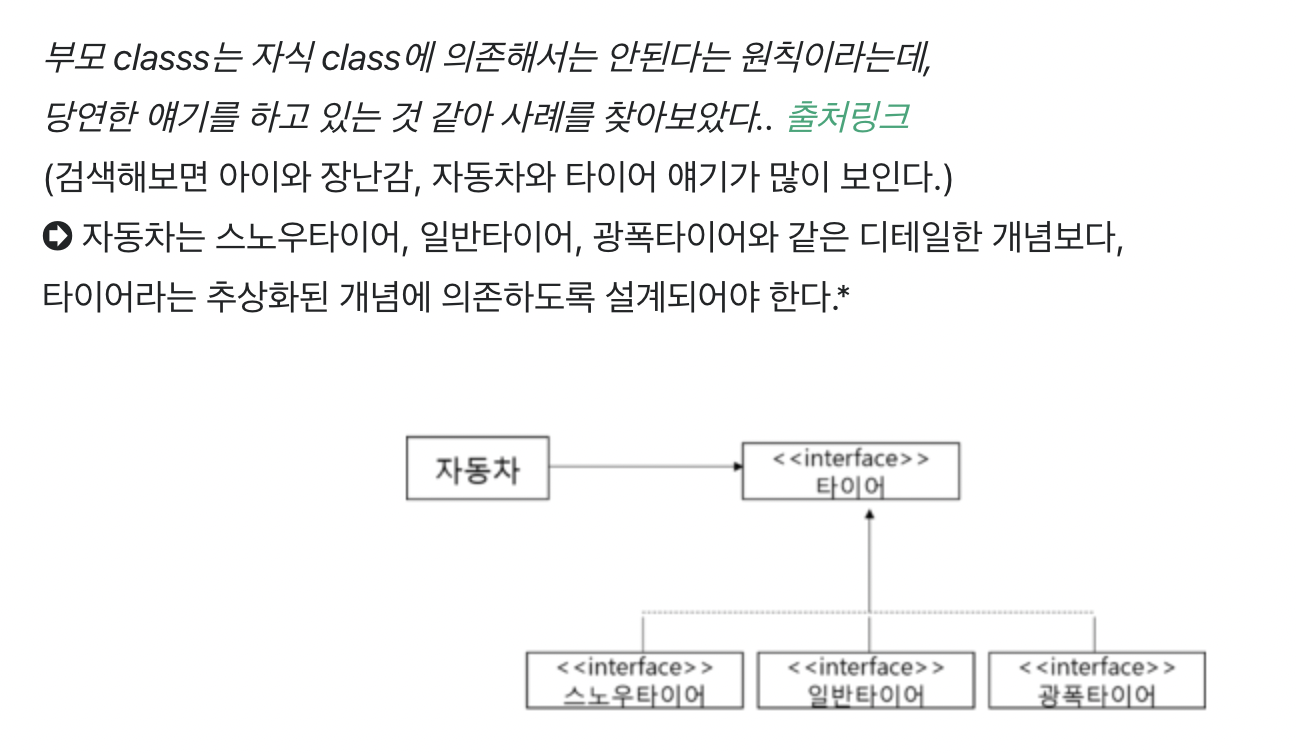 부모 classs는 자식 class에 의존해서는 안된다는 원칙이라는데,
당연한 얘기를 하고 있는 것 같아 사례를 찾아보았다.. 출처링크
(검색해보면 아이와 장난감, 자동차와 타이어 얘기가 많이 보인다.)
➲ 자동차는 스노우타이어, 일반타이어, 광폭타이어와 같은 디테일한 개념보다,
타이어라는 추상화된 개념에 의존하도록 설계되어야 한다.*
자동차
<<interface>>
타이어
<<interface>>
스노우타이어
<<interface>>
일반타이어
<<interface>>
광폭타이어